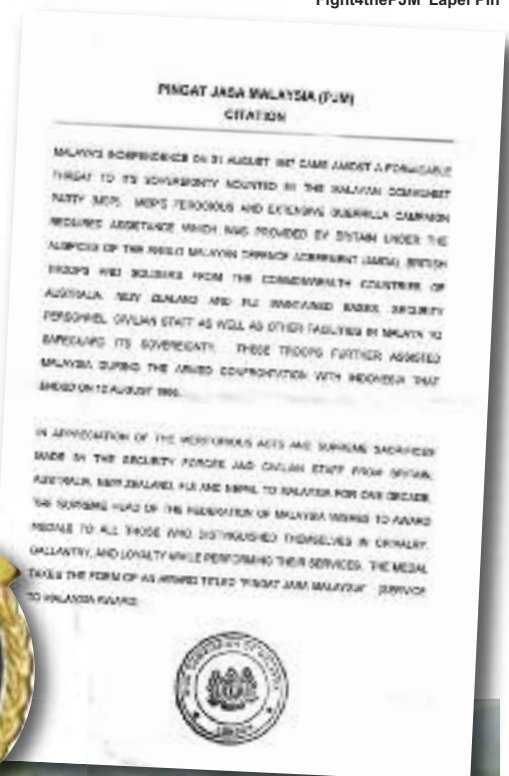 Fight4thePJM Lapel Pin
PINGAT JASA MALAYSIA (PJM)
CITATION
MALAYA'S INDEPENDENCE ON 31 AUGUST 1957 CAME AMIDST A FORMIDABLE
THREAT TO ITS SOVEREIGNTY MOUNTED BY THE MALAYAN COMMUNIST
PARTY (MCP). MCP'S FEROCIOUS AND EXTENSIVE GUERRILLA CAMPAIGN
REQUIRED ASSISTANCE WHICH WAS PROVIDED BY BRITAIN UNDER THE
AUSPICES OF THE ANGLO MALAYAN DEFENCE AGREEMENT (AMDA). BRITISH
TROOPS AND SOLDIERS FROM THE COMMONWEALTH COUNTRIES OF
AUSTRALIA, NEW ZEALAND AND FIJI MAINTAINED BASES, SECURITY
PERSONNEL, CIVILIAN STAFF AS WELL AS OTHER FACILITIES IN MALAYA TO
SAFEGUARD ITS SOVEREIGNTY. THESE TROOPS FURTHER ASSISTED
MALAYSIA DURING THE ARMED CONFRONTATION WITH INDONESIA THAT
ENDED ON 12 AUGUST 1966.
IN APPRECIATION OF THE MERITORIOUS ACTS AND SUPREME SACRIFICES
MADE BY THE SECURITY FORCES AND CIVILIAN STAFF FROM BRITAIN,
AUSTRALIA, NEW ZEALAND, FIJI AND NEPAL TO MALAYSIA FOR ONE DECADE
THE SUPREME HEAD OF THE FEDERATION OF MALAYSIA WISHES TO AWARD
MEDALS TO ALL THOSE WHO DISTINGUISHED THEMSELVES IN CHIVALRY,
GALLANTRY, AND LOYALTY WHILE PERFORMING THEIR SERVICES. THE MEDAL
TAKES THE FORM OF AN AWARD TITLED "PINGAT JASA MALAYSIA" (SERVICE
TO MALAYSIA AWARD)